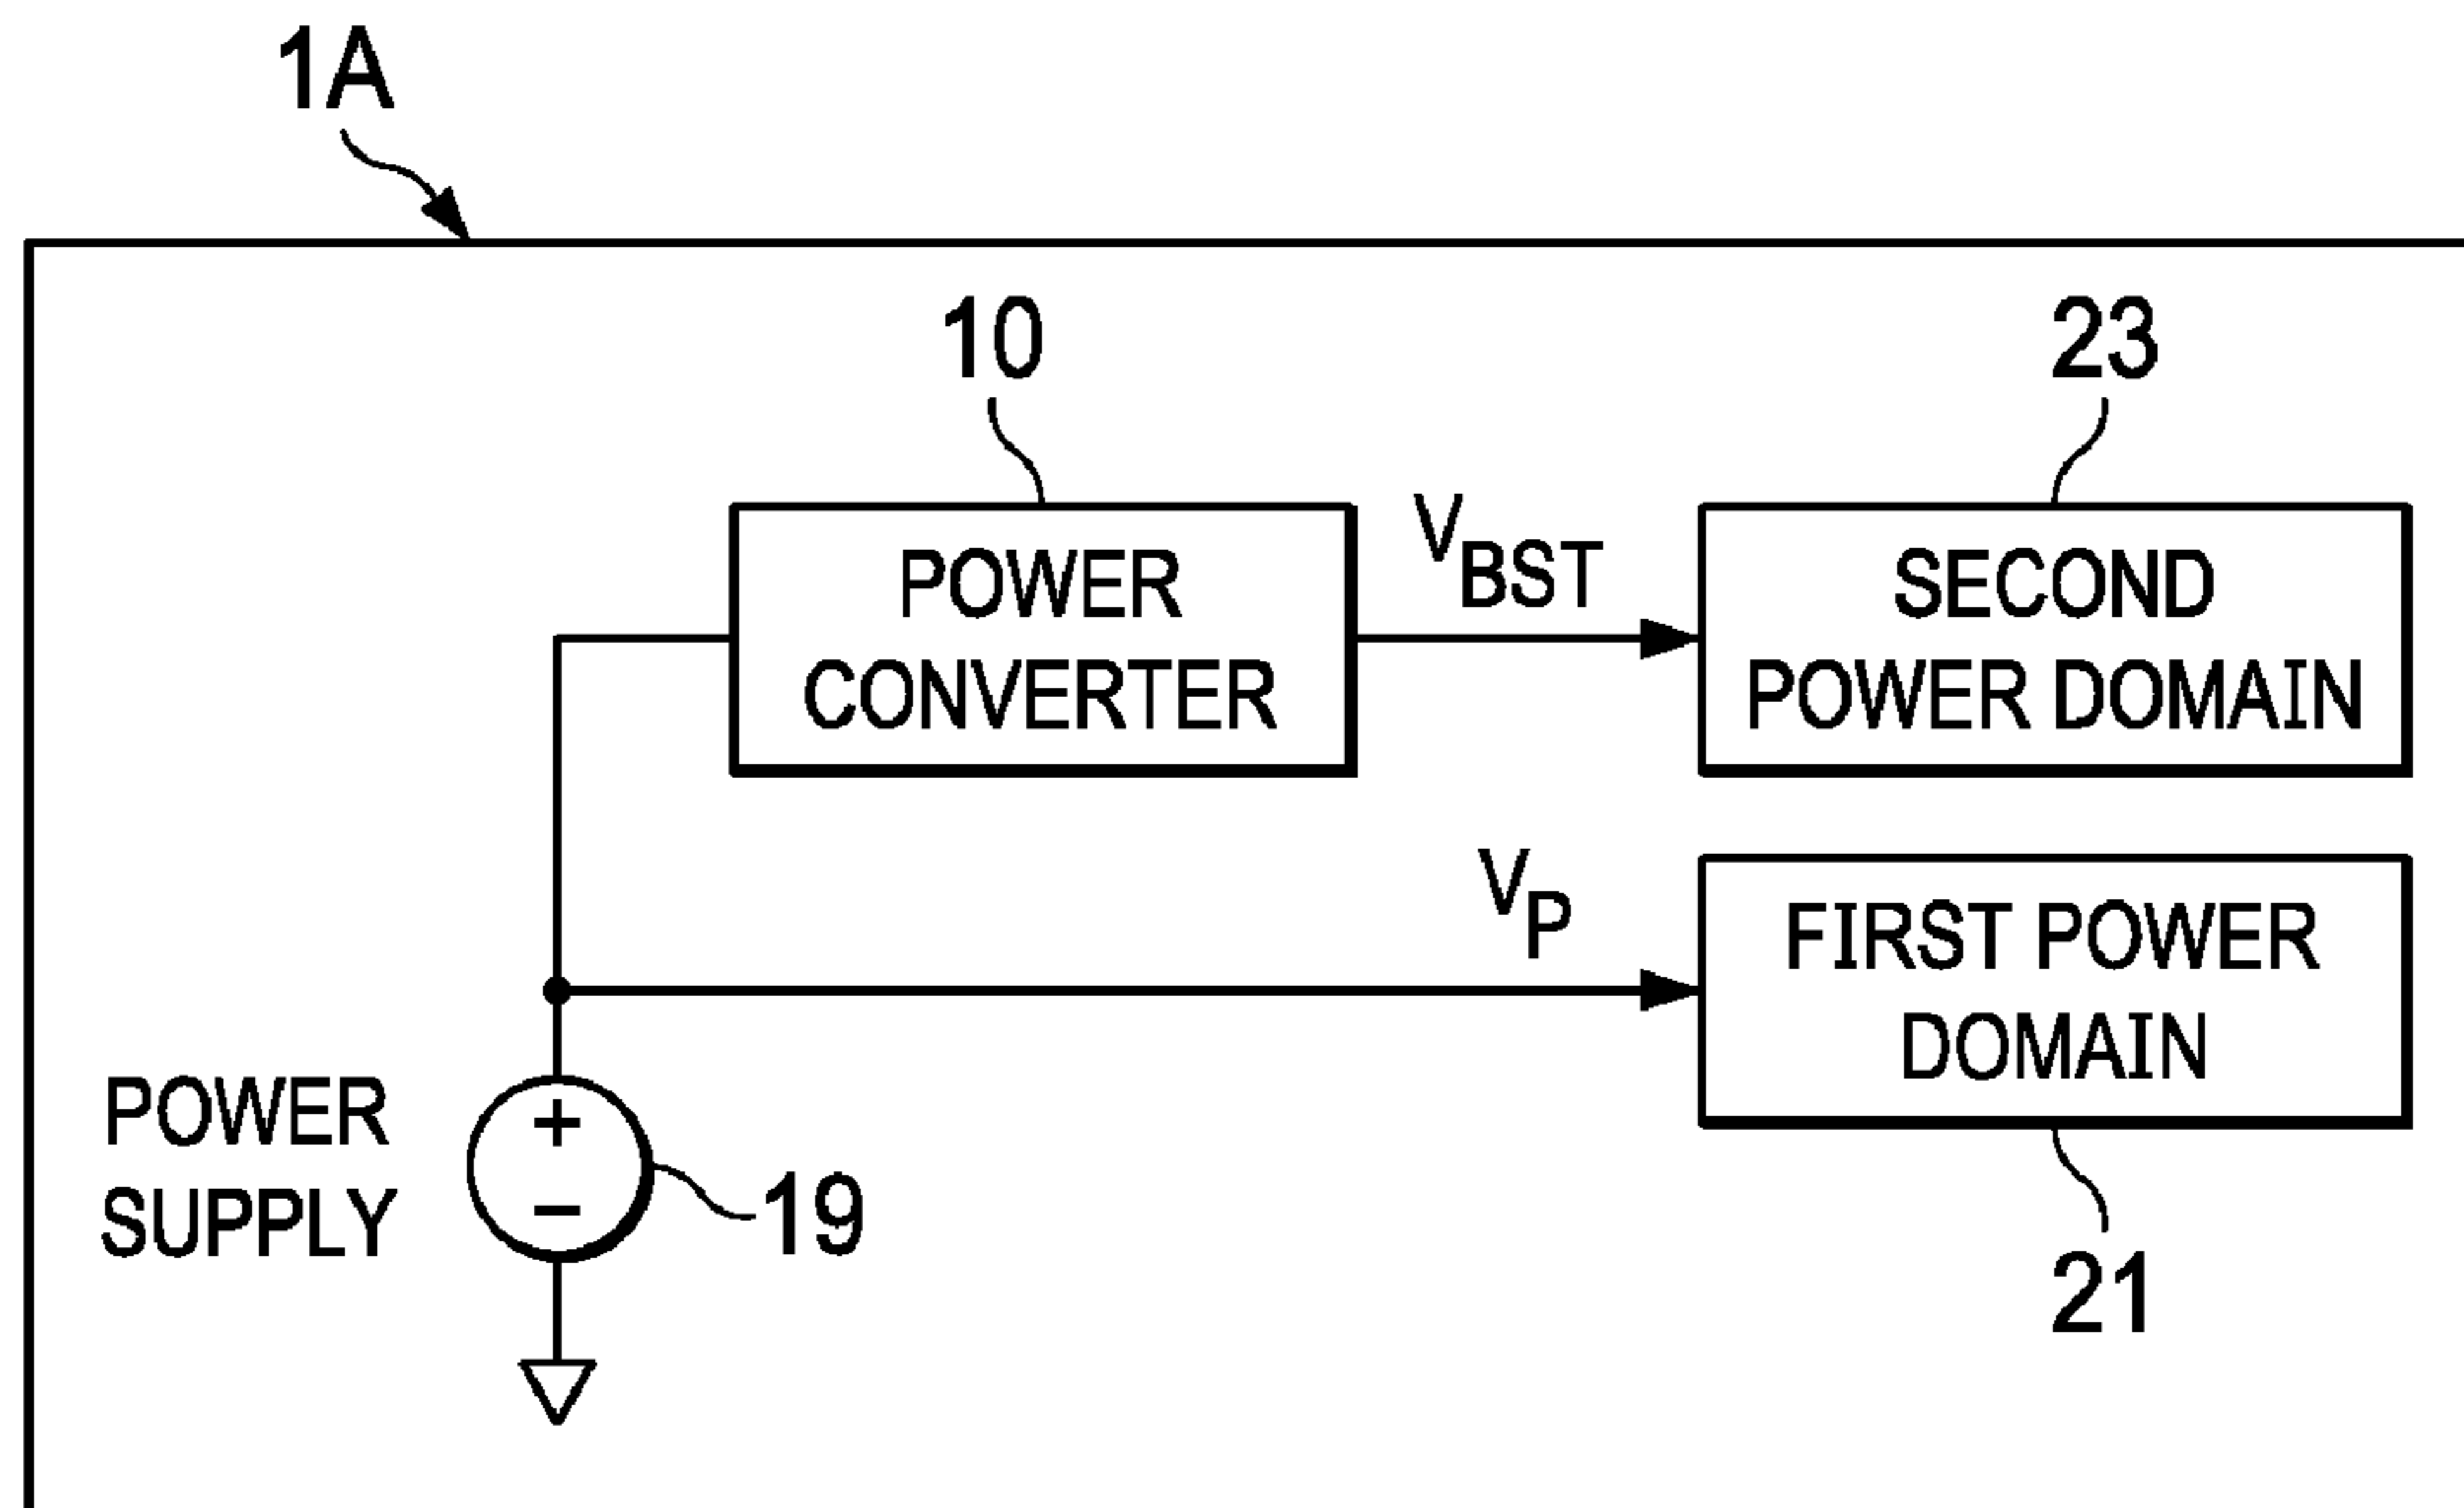 1A
10
23
POWER
CONVERTER
VBST
SECOND
POWER DOMAIN
VP
FIRST POWER
DOMAIN
POWER
SUPPLY
+
−
19
21